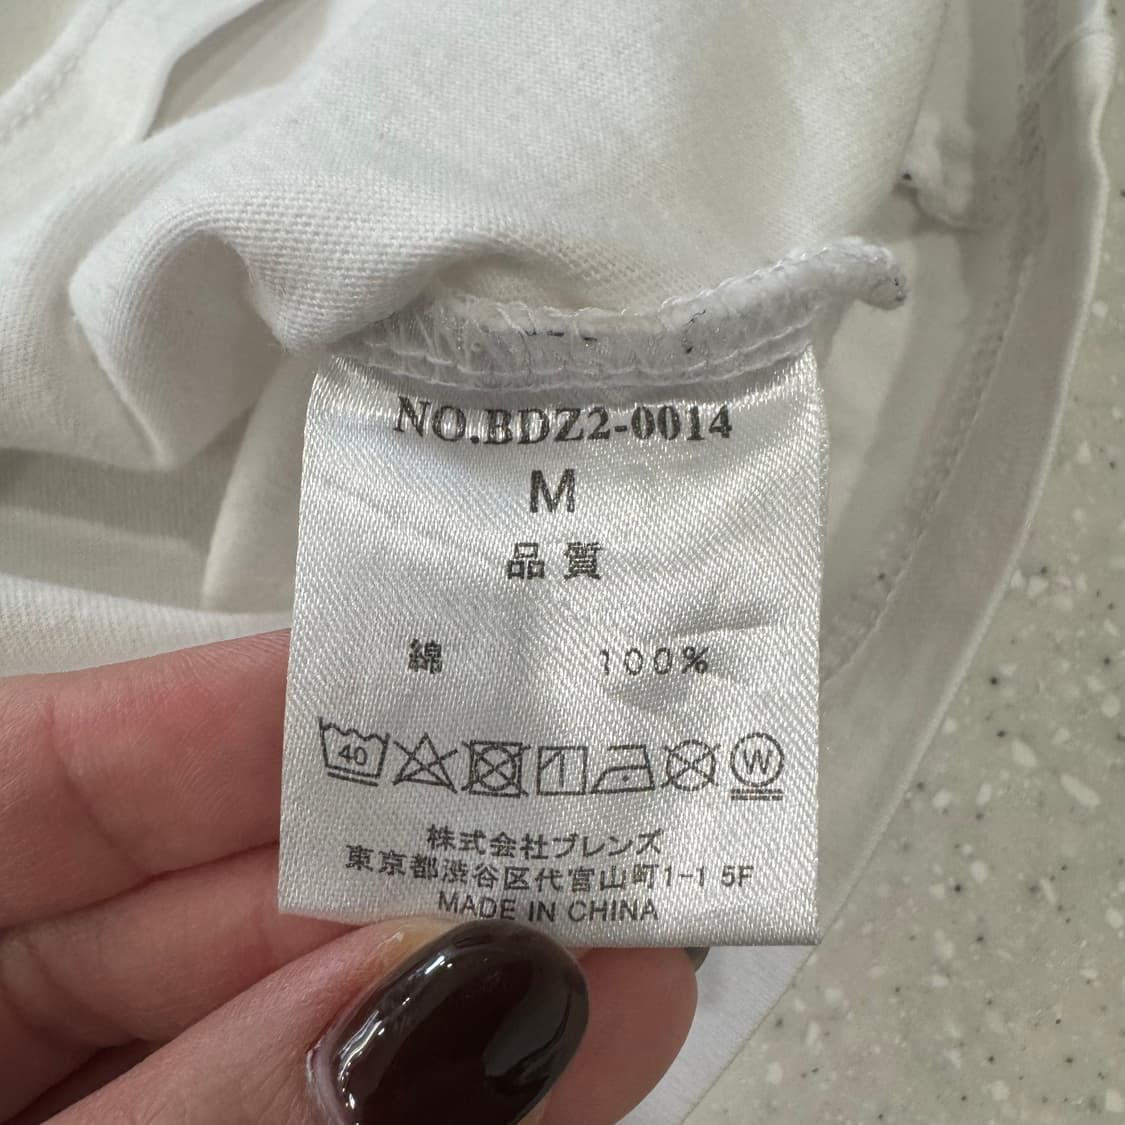 NO.BDZ2-0014
M
品質
綿 100%
40
W
株式会社ブレンズ
東京都渋谷区代官山町1-1 5F
MADE IN CHINA